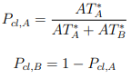 P_{cl,A} = \frac{AT_A^*}{AT_A^* + AT_B^*}
P_{cl,B} = 1 - P_{cl,A}